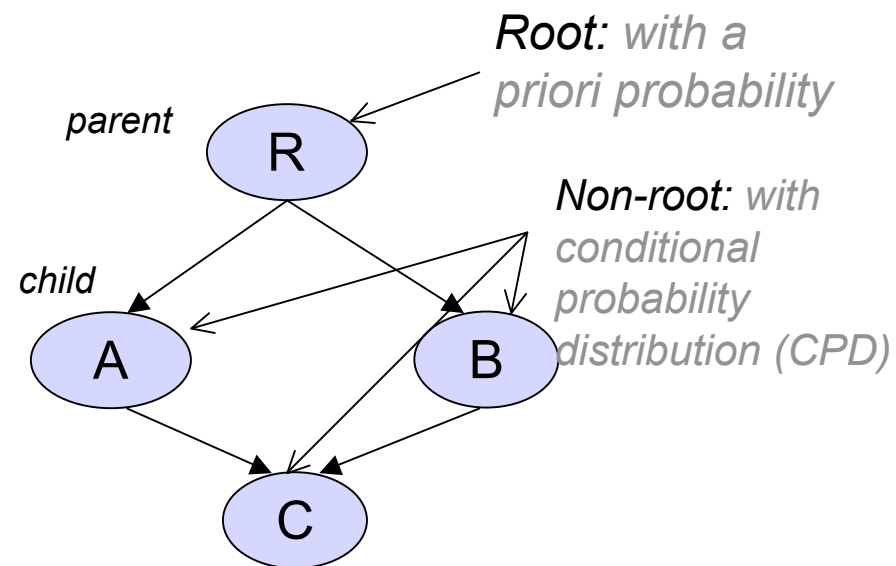 Root: with a
priori probability
parent
R
Non-root: with
conditional
probability
distribution (CPD)
child
A
B
C